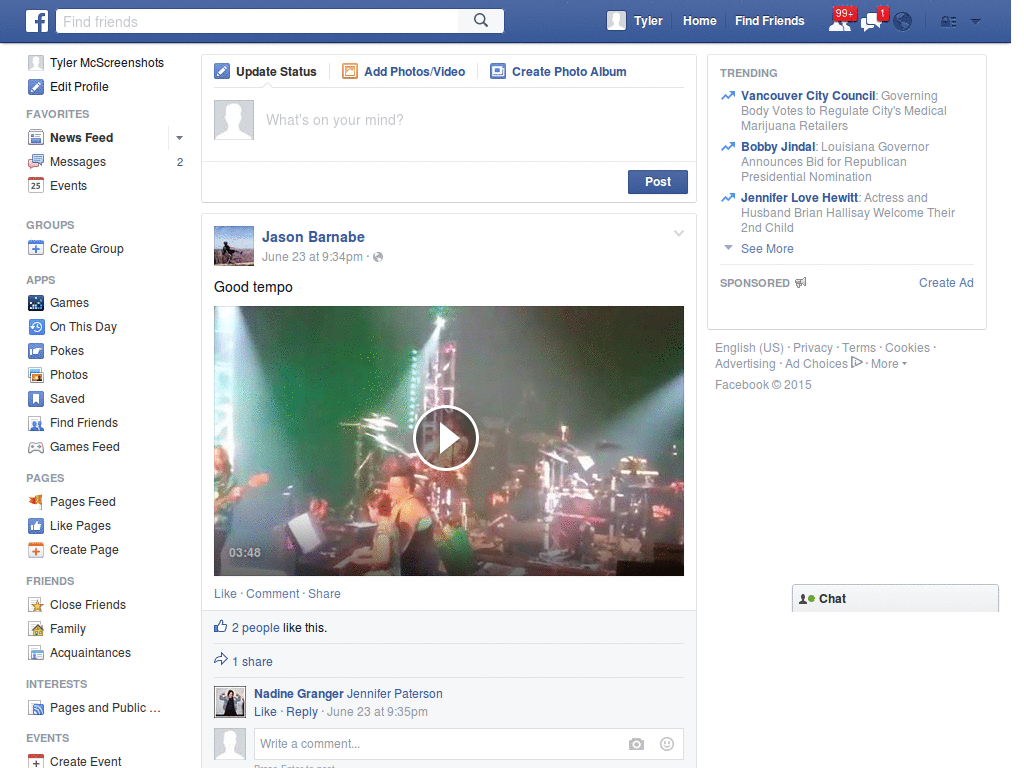 f
Find friends
Tyler
Home
Find Friends
99+
1
Tyler McScreenshots
Edit Profile
FAVORITES
News Feed
Messages 2
25 Events
GROUPS
Create Group
APPS
Games
On This Day
Pokes
Photos
Saved
Find Friends
Games Feed
PAGES
Pages Feed
Like Pages
Create Page
FRIENDS
Close Friends
Family
Acquaintances
INTERESTS
Pages and Public ...
EVENTS
Create Event
Update Status
Add Photos/Video
Create Photo Album
What's on your mind?
Post
Jason Barnabe
June 23 at 9:34pm ·
Good tempo
03:48
Like · Comment · Share
2 people like this.
1 share
Nadine Granger Jennifer Paterson
Like · Reply · June 23 at 9:35pm
Write a comment...
Press Enter to post.
TRENDING
Vancouver City Council: Governing
Body Votes to Regulate City's Medical
Marijuana Retailers
Bobby Jindal: Louisiana Governor
Announces Bid for Republican
Presidential Nomination
Jennifer Love Hewitt: Actress and
Husband Brian Hallisay Welcome Their
2nd Child
See More
SPONSORED
Create Ad
English (US) · Privacy · Terms · Cookies ·
Advertising · Ad Choices · More
Facebook © 2015
Chat